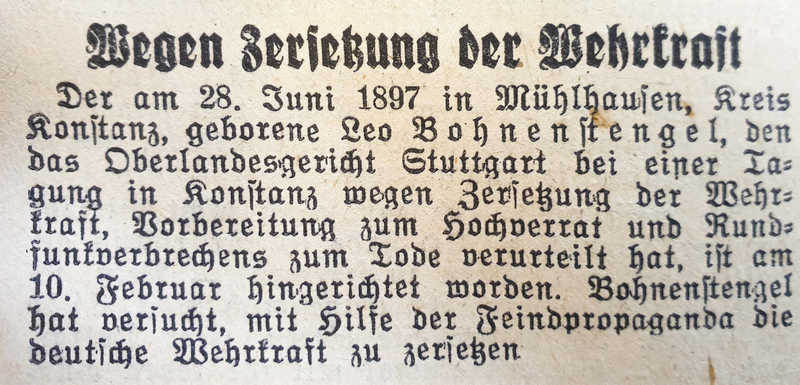 Wegen Zersetzung der Wehrkraft
Der am 28. Juni 1897 in Mühlhausen, Kreis
Konstanz, geborene Leo Bohnenstengel, den
das Oberlandesgericht Stuttgart bei einer Ta-
gung in Konstanz wegen Zersetzung der Wehr-
kraft, Vorbereitung zum Hochverrat und Rund-
funkverbrechens zum Tode verurteilt hat, ist am
10. Februar hingerichtet worden. Bohnenstengel
hat versucht, mit Hilfe der Feindpropaganda die
deutsche Wehrkraft zu zersetzen